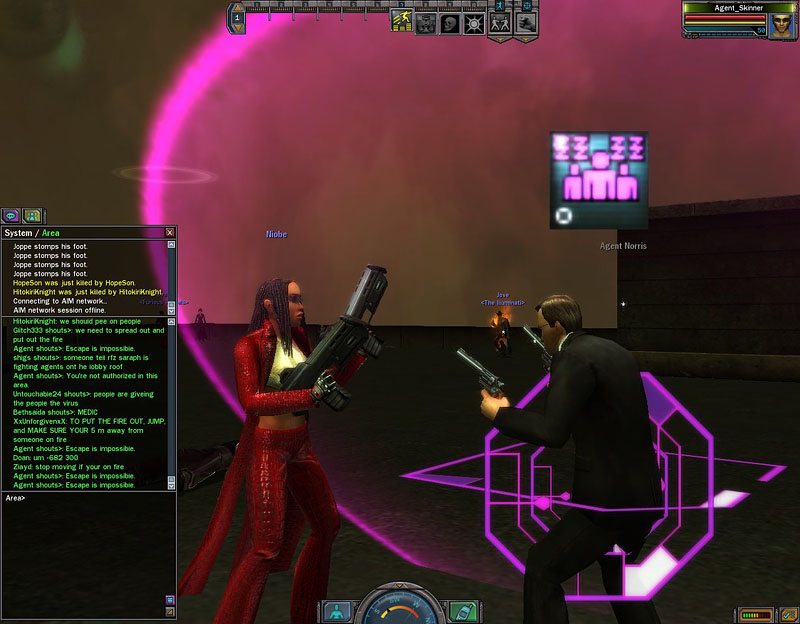 1
Agent_Skinner
50
Niobe
Agent Norris
Jove
<The Illuminati>
System / Area
Joppe stomps his foot.
Joppe stomps his foot.
Joppe stomps his foot.
Joppe stomps his foot.
HopeSon was just killed by HopeSon.
HitokiriKnight was just killed by HitokiriKnight.
Connecting to AIM network..
AIM network session offline.
HitokiriKnight: we should pee on people
Gitch333 shouts>: we need to spread out and
put out the fire
Agent shouts>: Escape is impossible.
shigs shouts>: someone tell rfz saraph is
fighting agents ont he lobby roof
Agent shouts>: You're not authorized in this
area.
Untouchable24 shouts>: people are giveing
the people the virus
Bethsaida shouts>: MEDIC
XxUnforgivenxX: TO PUT THE FIRE OUT, JUMP,
and MAKE SURE YOUR 5 m away from
someone on fire
Agent shouts>: Escape is impossible.
Doan: um -682 300
Ziayd: stop moving if your on fire
Agent shouts>: Escape is impossible.
Agent shouts>: Escape is impossible.
Area>